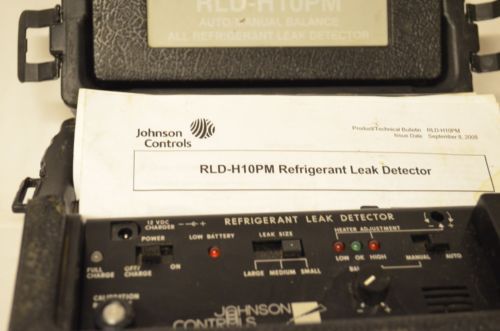 RLD-H10PM
AUTO/MANUAL BALANCE
ALL REFRIGERANT LEAK DETECTOR
Johnson
Controls
Product/Technical Bulletin RLD-H10PM
Issue Date September 8, 2008
RLD-H10PM Refrigerant Leak Detector
12 VDC
CHARGER
REFRIGERANT LEAK DETECTOR
POWER
LOW BATTERY
LEAK SIZE
HEATER ADJUSTMENT
LOW OK HIGH
MANUAL AUTO
FULL
CHARGE
OFF/
CHARGE
ON
LARGE MEDIUM SMALL
CALIBRATION
JOHNSON
CONTROLS